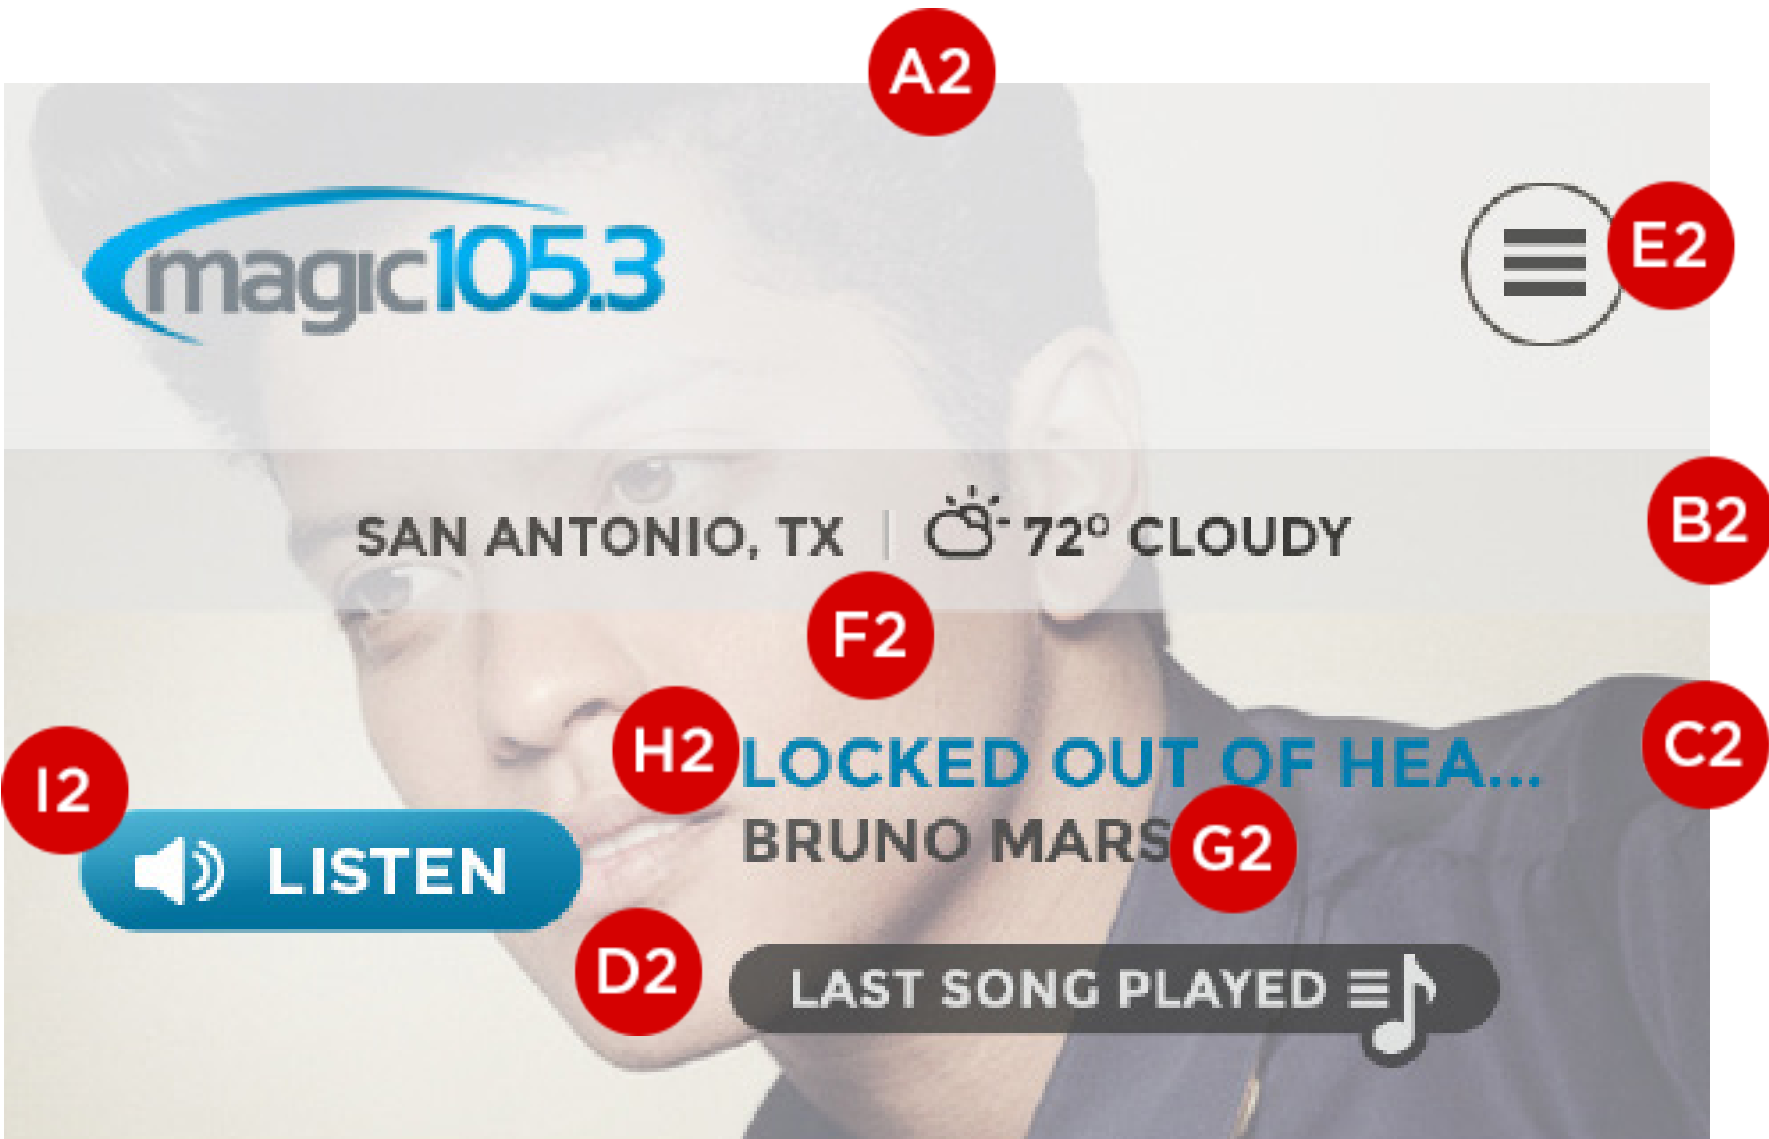 A2
magic105.3
E2
SAN ANTONIO, TX | 72º CLOUDY
B2
F2
H2 LOCKED OUT OF HEA...
C2
I2
LISTEN
BRUNO MARS G2
D2
LAST SONG PLAYED